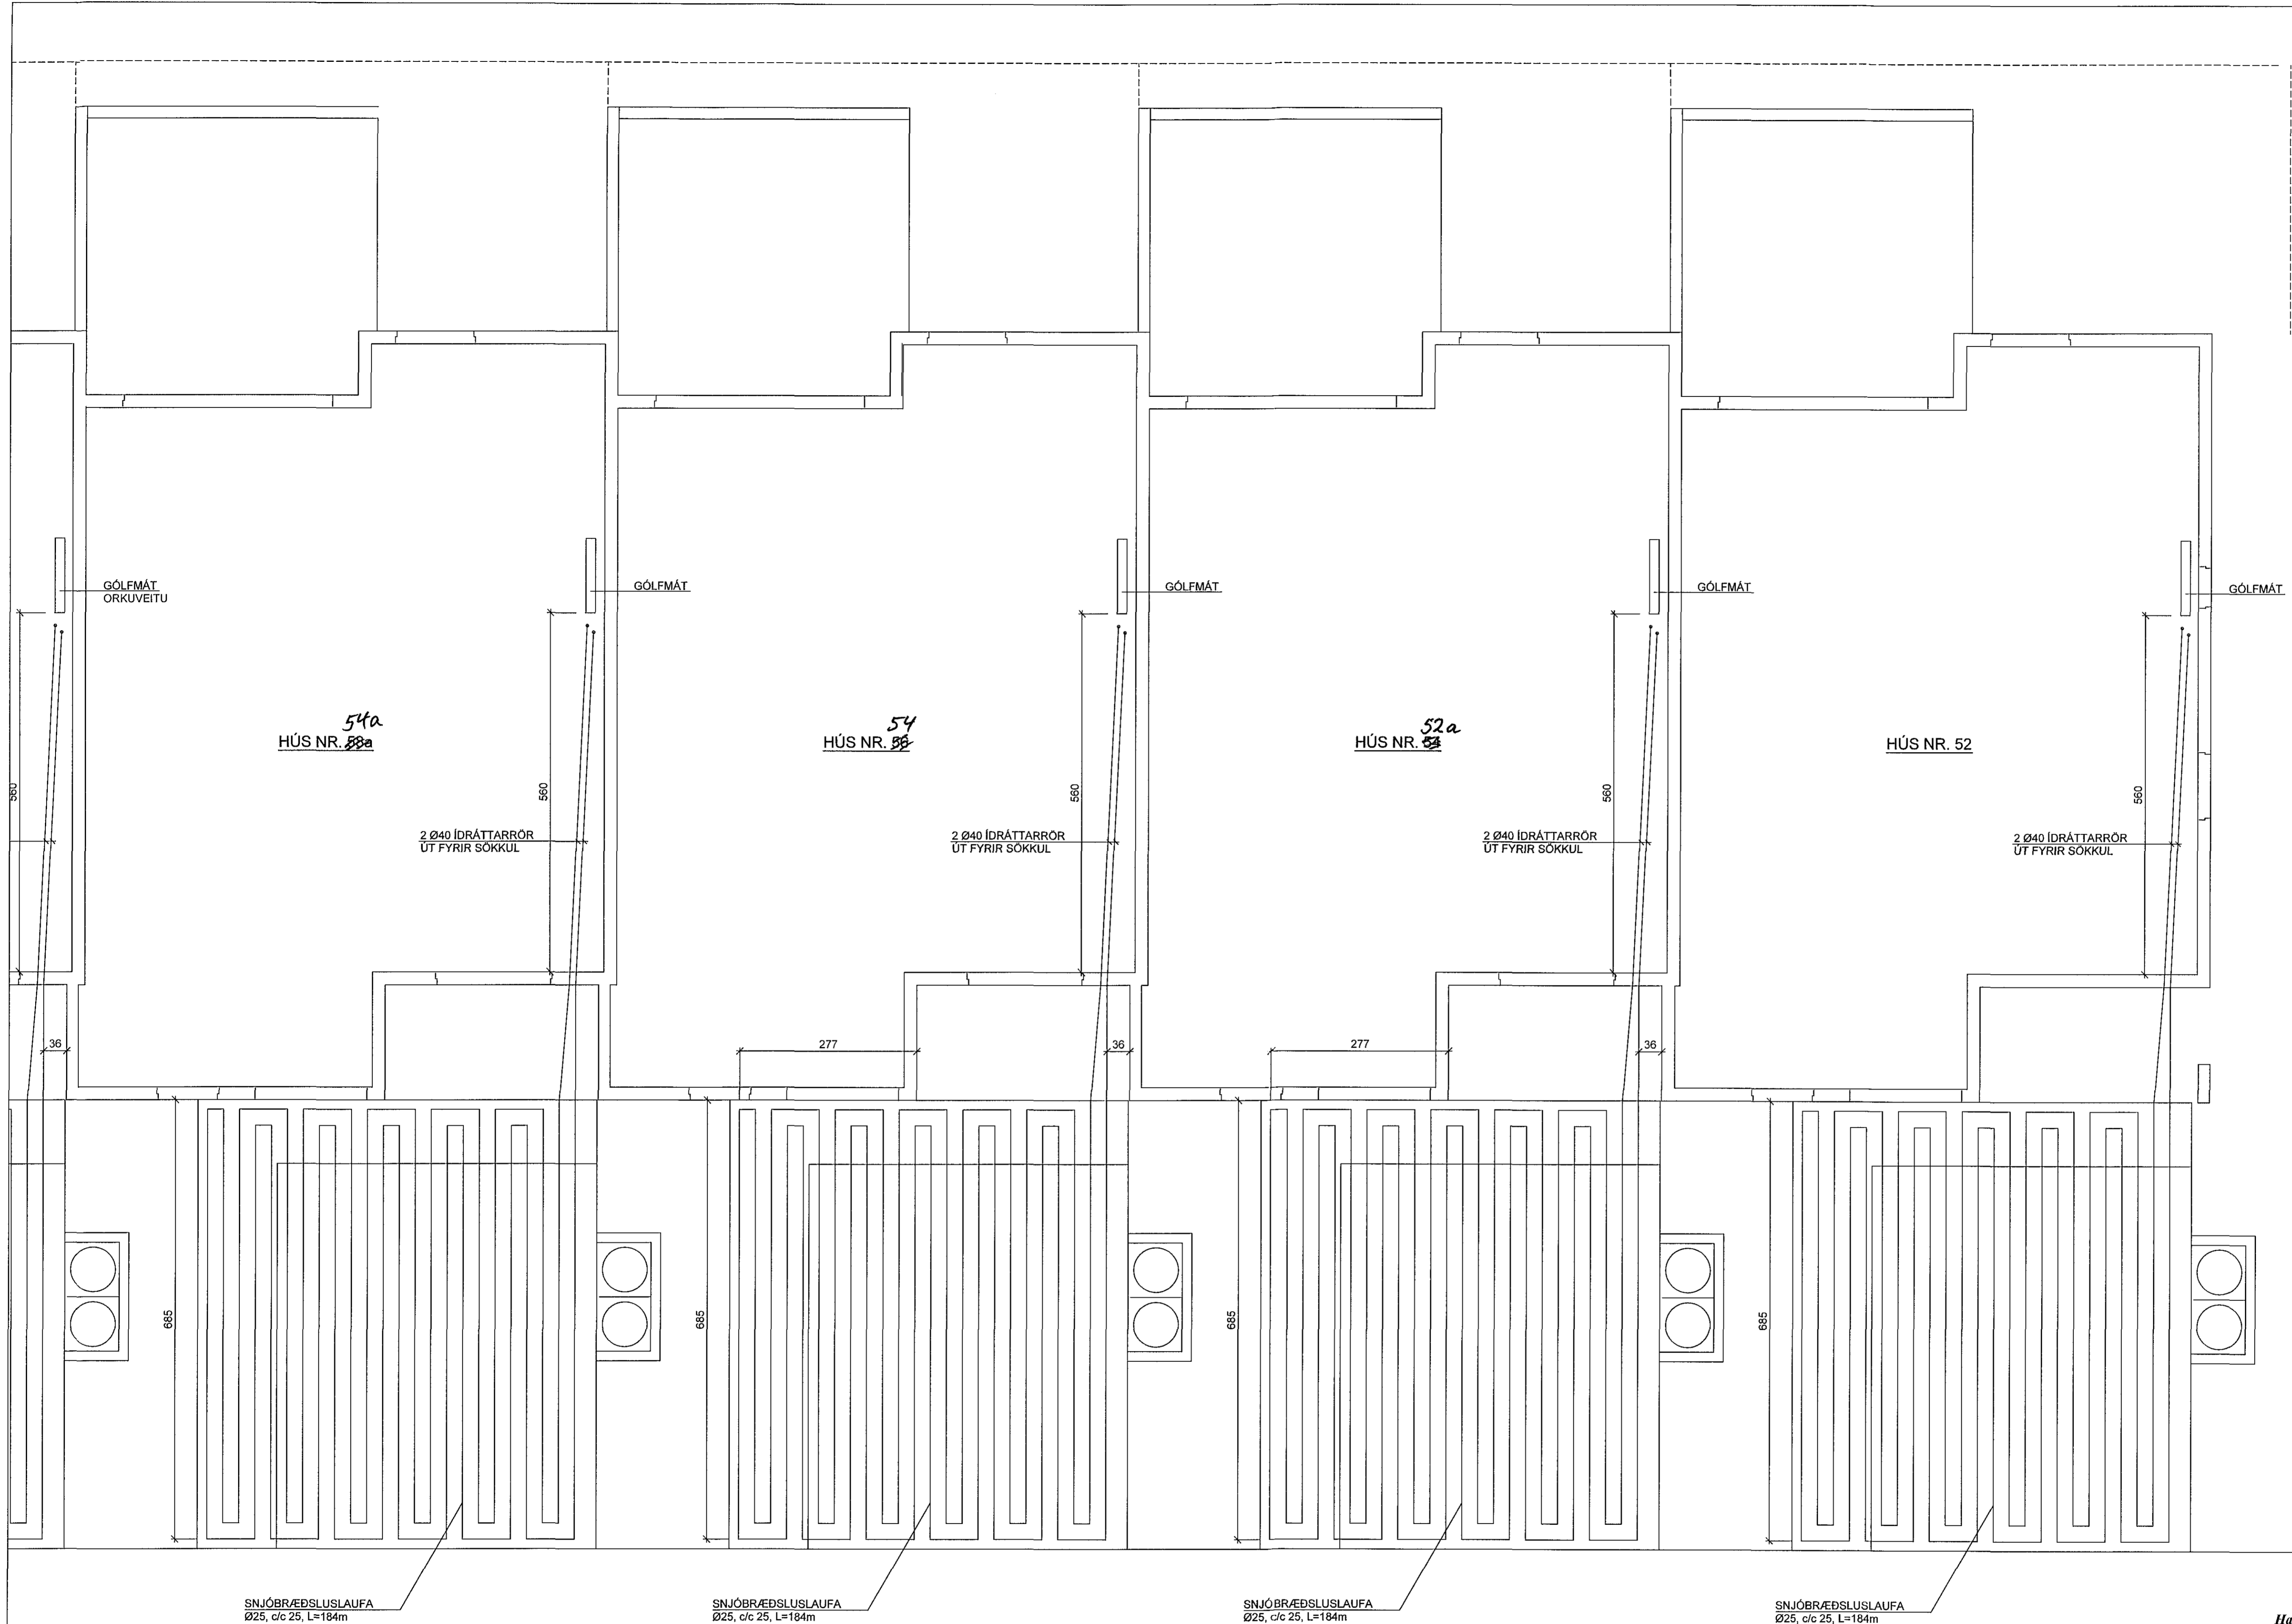 GÓLFMÁT
ORKUVEITU
GÓLFMÁT
GÓLFMÁT
GÓLFMÁT
GÓLFMÁT
54a
HÚS NR. 58a
54
HÚS NR. 56
52a
HÚS NR. 54
HÚS NR. 52
560
560
560
560
560
2 Ø40 ÍDRÁTTARRÖR
ÚT FYRIR SÖKKUL
2 Ø40 ÍDRÁTTARRÖR
ÚT FYRIR SÖKKUL
2 Ø40 ÍDRÁTTARRÖR
ÚT FYRIR SÖKKUL
2 Ø40 ÍDRÁTTARRÖR
ÚT FYRIR SÖKKUL
36
277
36
277
36
685
685
685
685
SNJÓBRÆÐSLUSLAUFA
Ø25, c/c 25, L=184m
SNJÓBRÆÐSLUSLAUFA
Ø25, c/c 25, L=184m
SNJÓBRÆÐSLUSLAUFA
Ø25, c/c 25, L=184m
SNJÓBRÆÐSLUSLAUFA
Ø25, c/c 25, L=184m